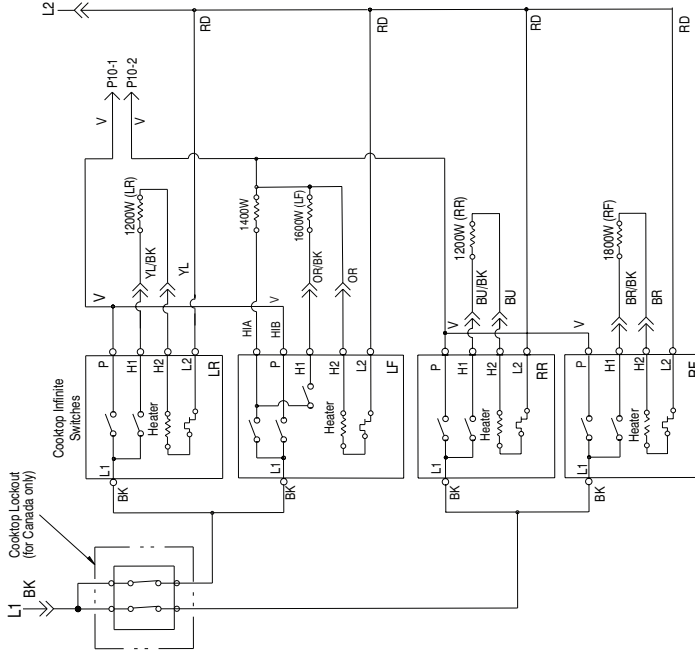 L2
P10-1
P10-2
V
V
RD
RD
RD
RD
1200W (LR)
YL/BK
YL
V
1400W
1600W (LF)
OR/BK
OR
HIA
HIB
V
1200W (RR)
BU/BK
BU
V
1800W (RF)
BR/BK
BR
V
Cooktop Infinite
Switches
P
H1
H2
L2
LR
Heater
L1
BK
P
H1
H2
L2
LF
Heater
L1
BK
P
H1
H2
L2
RR
Heater
L1
BK
P
H1
H2
L2
Heater
L1
BK
Cooktop Lockout
(for Canada only)
L1
BK